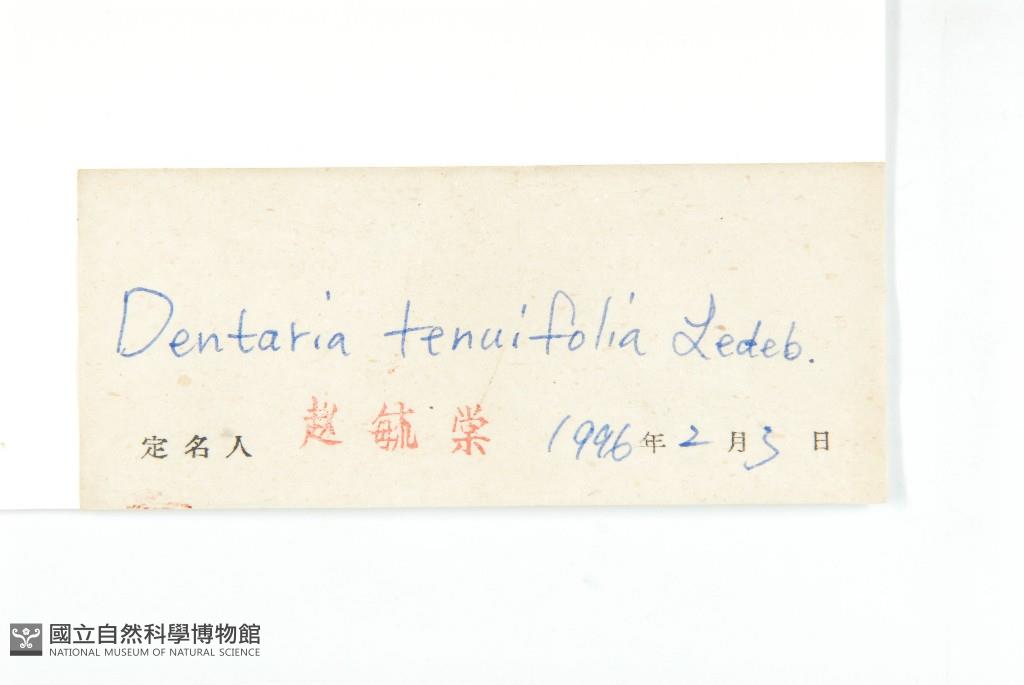 Dentaria tenuifolia Ledeb.
定名人 赵毓棠 1996年2月3日
國立自然科學博物館
NATIONAL MUSEUM OF NATURAL SCIENCE